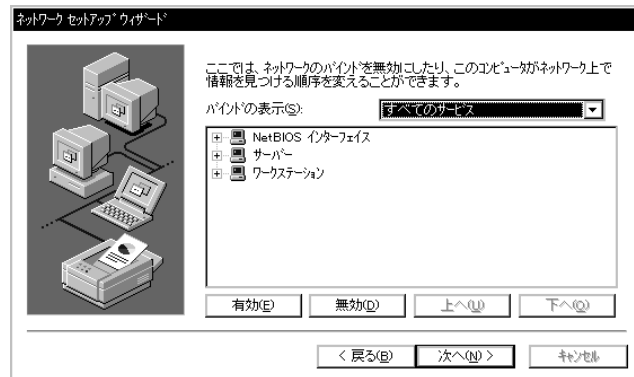 ネットワーク セットアップ ウィザード
ここでは、ネットワークのバインドを無効にしたり、このコンピュータがネットワーク上で
情報を見つける順序を変えることができます。
バインドの表示(S):
すべてのサービス
NetBIOS インターフェイス
サーバー
ワークステーション
有効(E)
無効(D)
上へ(U)
下へ(O)
< 戻る(B)
次へ(N) >
キャンセル